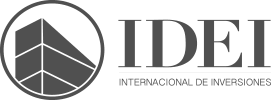 IDEI
INTERNACIONAL DE INVERSIONES